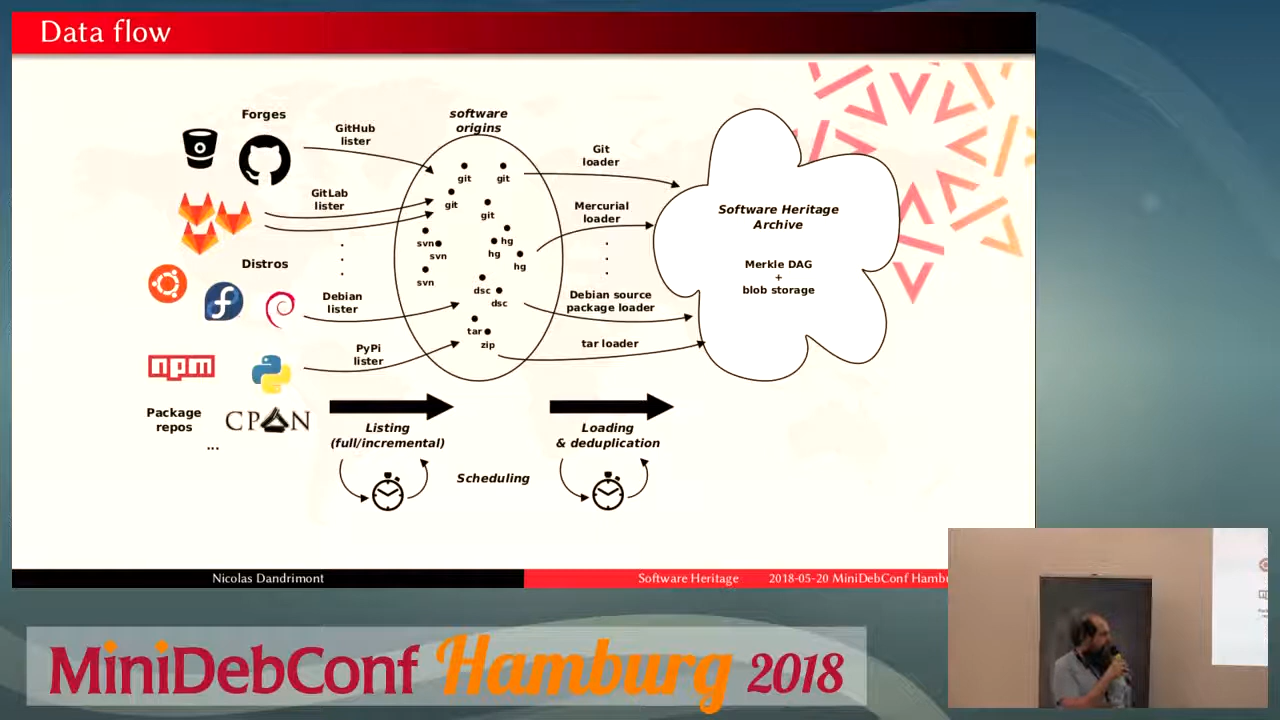 Data flow
Forges
GitHub
lister
software
origins
Git
loader
git
git
git
git
GitLab
lister
Mercurial
loader
Software Heritage
Archive
svn
svn
svn
hg
hg
hg
.
.
.
.
.
.
Distros
Merkle DAG
+
blob storage
Debian
lister
dsc
dsc
Debian source
package loader
tar
zip
tar loader
PyPi
lister
npm
Package
repos
CPAN
...
Listing
(full/incremental)
Loading
& deduplication
Scheduling
Nicolas Dandrimont
Software Heritage
2018-05-20 MiniDebConf Hambu
MiniDebConf Hamburg 2018